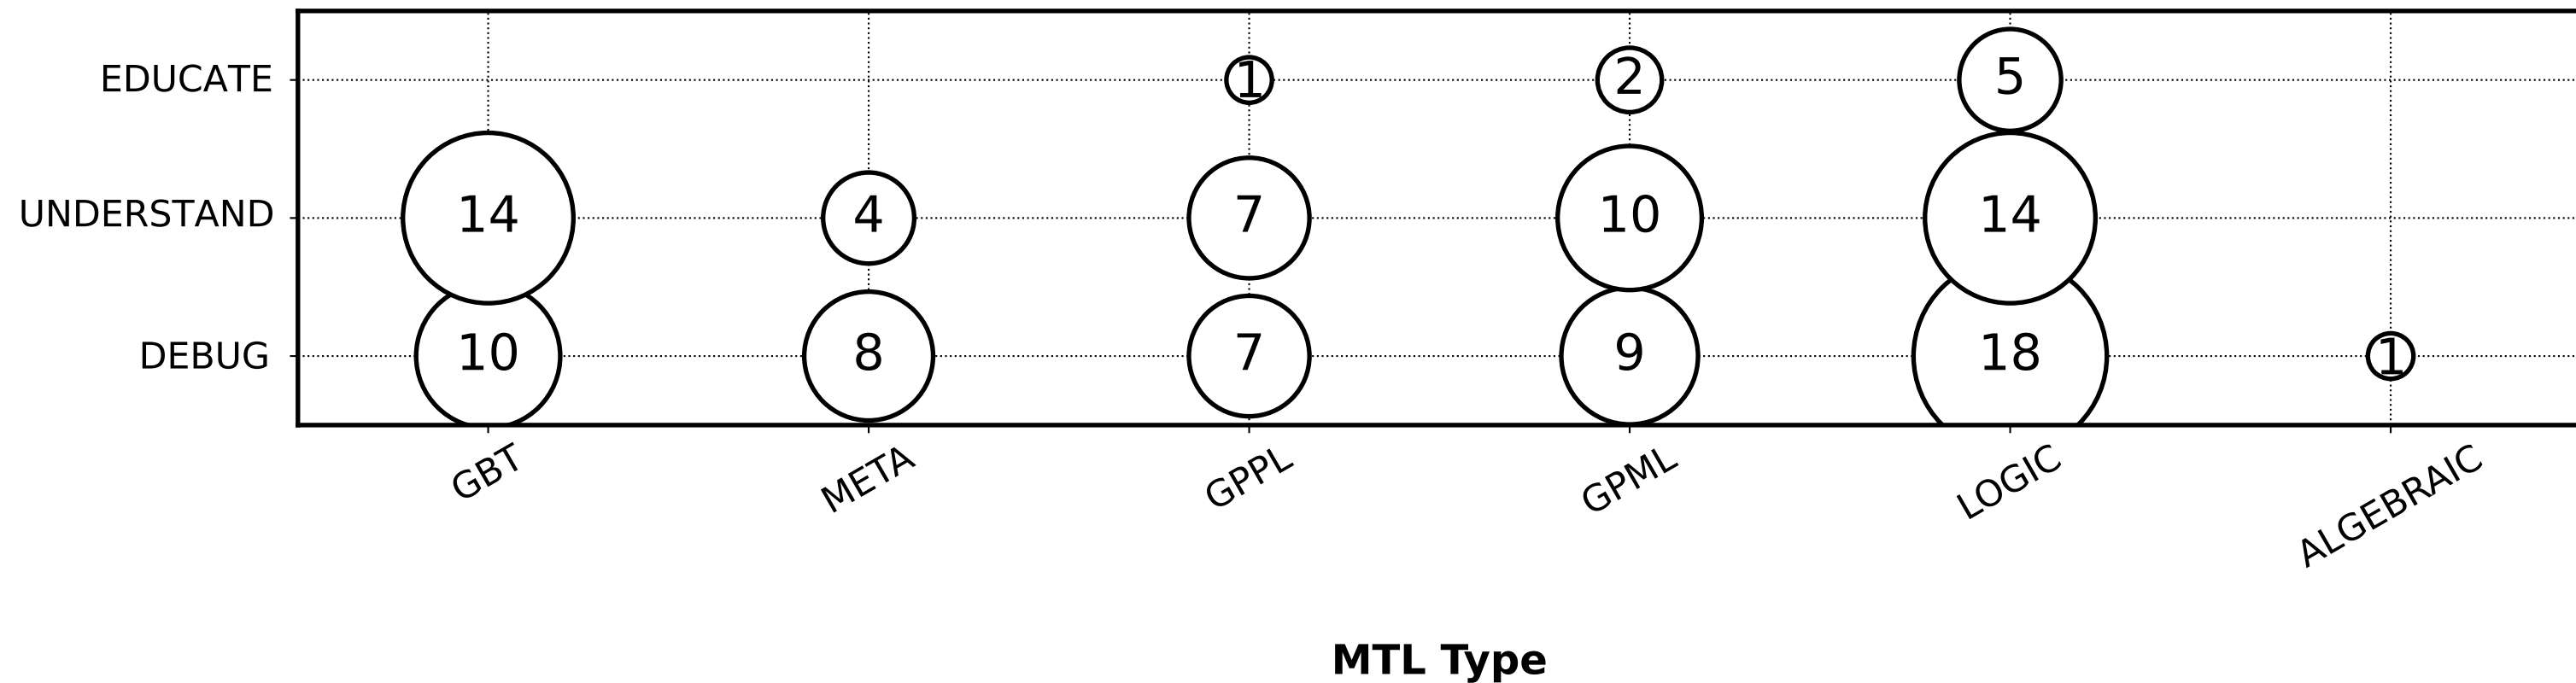 EDUCATE 1 2 5
UNDERSTAND 14 4 7 10 14
DEBUG 10 8 7 9 18 1
GBT META GPPL GPML LOGIC ALGEBRAIC
MTL Type